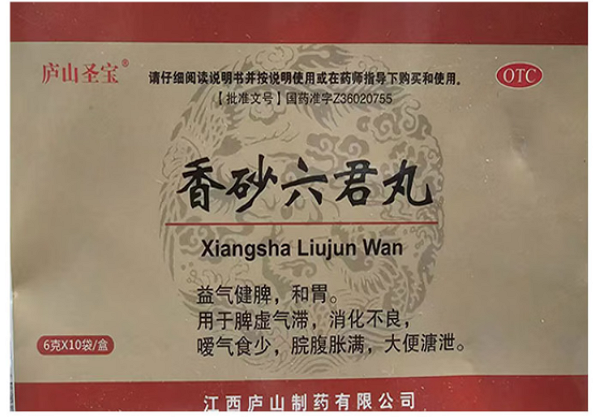 庐山圣宝®
请仔细阅读说明书并按说明使用或在药师指导下购买和使用。
OTC
【批准文号】国药准字Z36020755
香砂六君丸
Xiangsha Liujun Wan
益气健脾,和胃。
用于脾虚气滞,消化不良,
嗳气食少,脘腹胀满,大便溏泄。
6克X10袋/盒
江西庐山制药有限公司